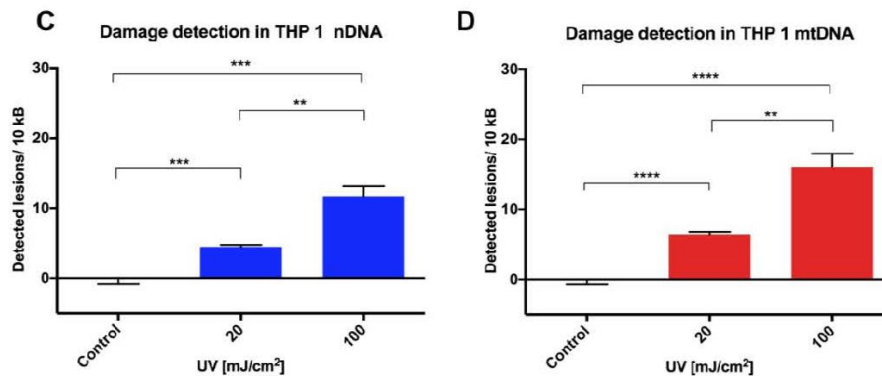 C
Damage detection in THP 1 nDNA
Detected lesions/ 10 kB
30
20
10
0
***
**
***
Control
20
100
UV [mJ/cm²]
D
Damage detection in THP 1 mtDNA
Detected lesions/ 10 kB
30
20
10
0
****
**
****
Control
20
100
UV [mJ/cm²]